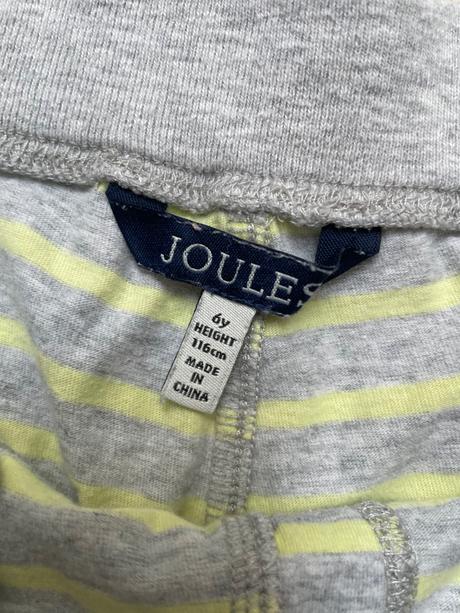 JOULES
6y
HEIGHT
116cm
MADE
IN
CHINA